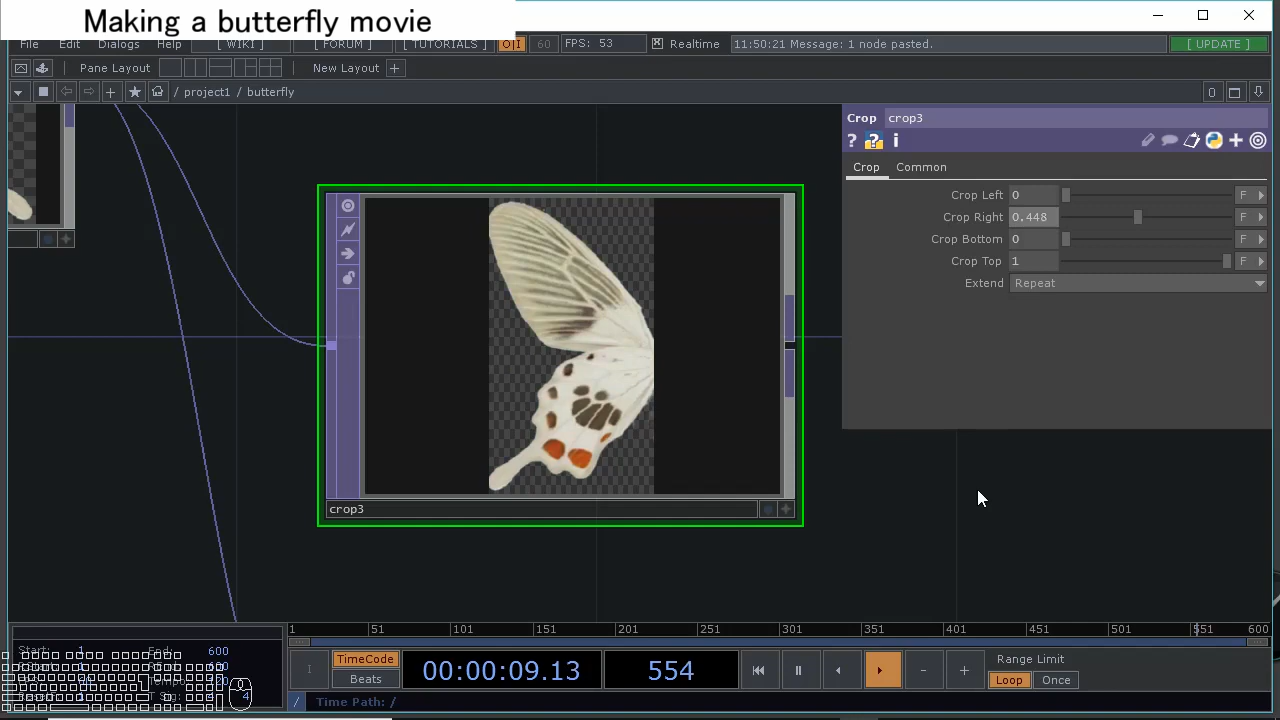 Making a butterfly movie
File Edit Dialogs Help [ WIKI ] [ FORUM ] [ TUTORIALS ] O|I 60 FPS: 53 Realtime 11:50:21 Message: 1 node pasted. [ UPDATE ]
Pane Layout New Layout +
/ project1 / butterfly 0
Crop crop3
Crop Common
Crop Left 0 F
Crop Right 0.448 F
Crop Bottom 0 F
Crop Top 1 F
Extend Repeat
crop3
1 51 101 151 201 251 301 351 401 451 501 551 600
Start: 1 End: 600
TimeCode Beats 00:00:09.13 554 Range Limit
Loop Once
/ Time Path: /